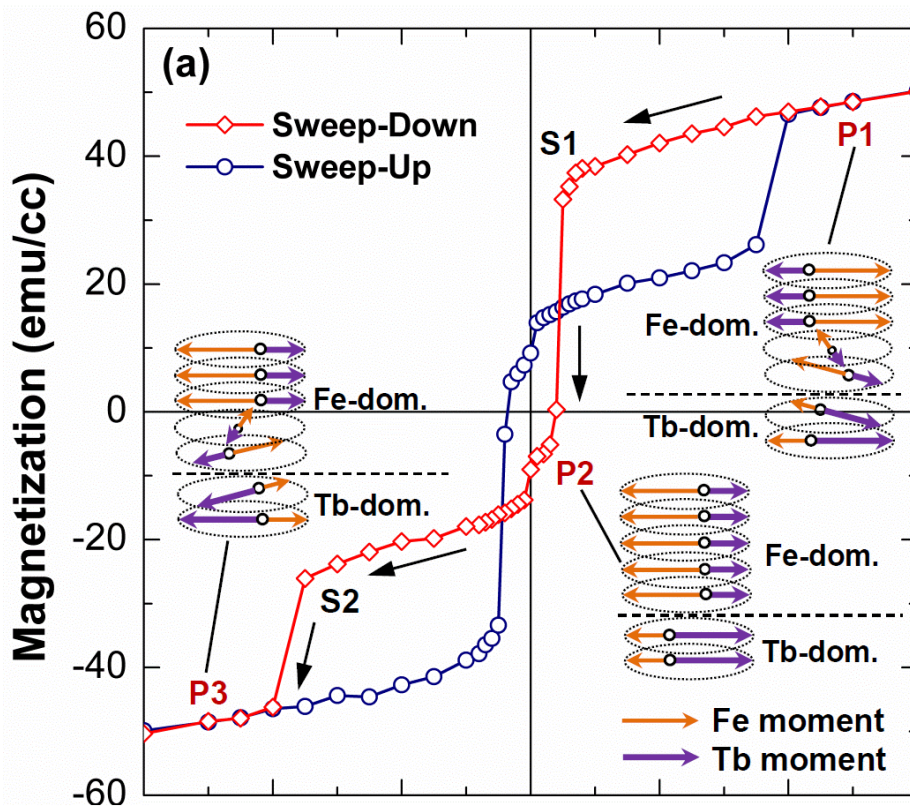 60
40
20
0
-20
-40
-60
Magnetization (emu/cc)
(a)
Sweep-Down
Sweep-Up
S1
P1
Fe-dom.
Tb-dom.
Fe-dom.
Tb-dom.
P2
Fe-dom.
Tb-dom.
S2
P3
Fe moment
Tb moment